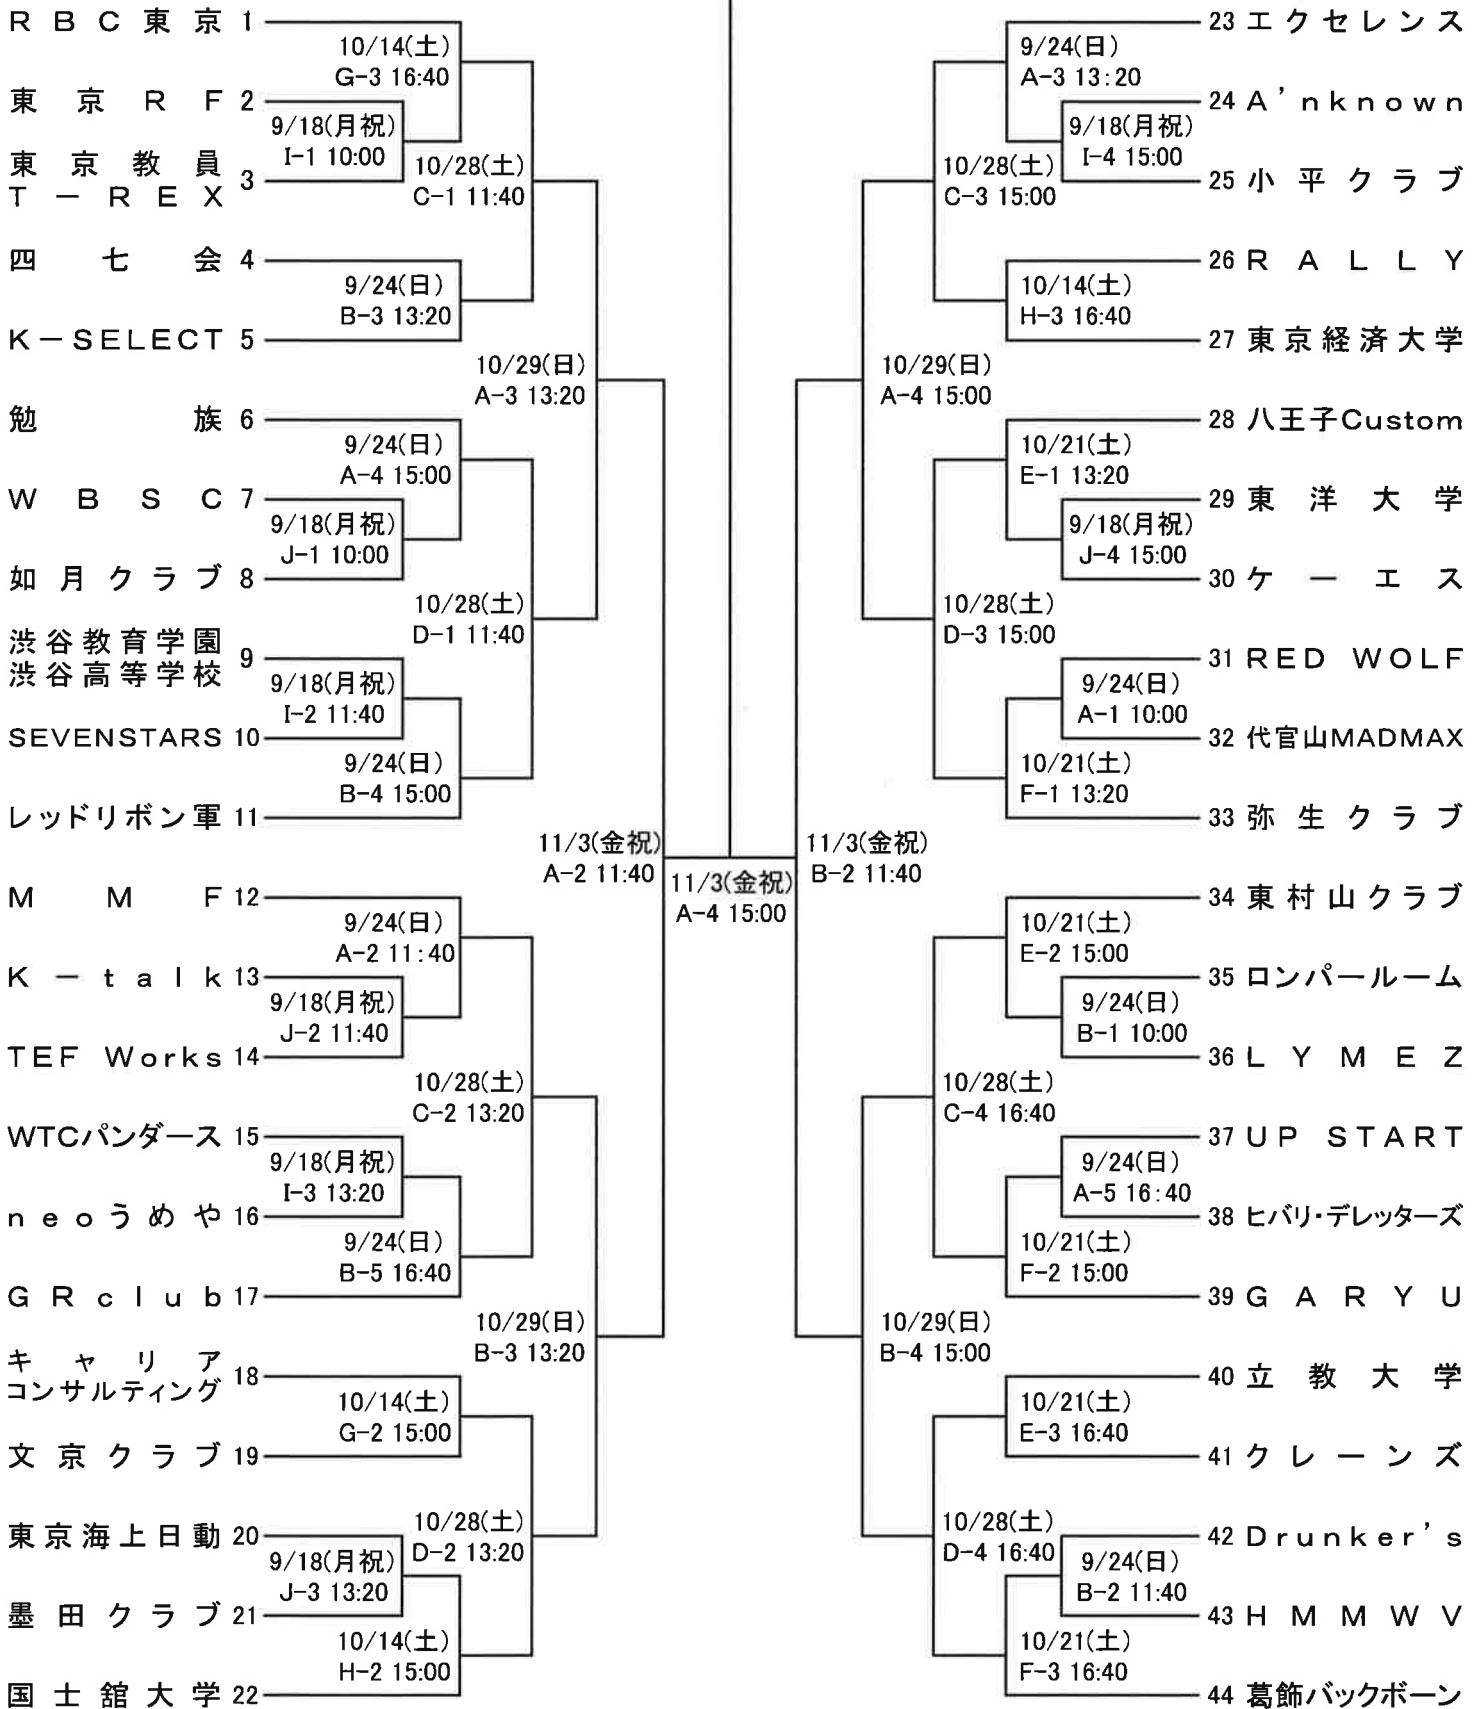 RBC東京 1
10/14(土)
G-3 16:40
東京RF 2
9/18(月祝)
I-1 10:00
東京教員
T－REX 3
10/28(土)
C-1 11:40
四七会 4
9/24(日)
B-3 13:20
K－SELECT 5
10/29(日)
A-3 13:20
勉族 6
9/24(日)
A-4 15:00
WBSC 7
9/18(月祝)
J-1 10:00
如月クラブ 8
10/28(土)
D-1 11:40
渋谷教育学園
渋谷高等学校 9
9/18(月祝)
I-2 11:40
SEVENSTARS 10
9/24(日)
B-4 15:00
レッドリボン軍 11
11/3(金祝)
A-2 11:40
MMF 12
9/24(日)
A-2 11:40
K－talk 13
9/18(月祝)
J-2 11:40
TEF Works 14
10/28(土)
C-2 13:20
WTCパンダース 15
9/18(月祝)
I-3 13:20
neoうめや 16
9/24(日)
B-5 16:40
GRclub 17
10/29(日)
B-3 13:20
キャリア
コンサルティング 18
10/14(土)
G-2 15:00
文京クラブ 19
10/28(土)
D-2 13:20
東京海上日動 20
9/18(月祝)
J-3 13:20
墨田クラブ 21
10/14(土)
H-2 15:00
国士舘大学 22
11/3(金祝)
A-4 15:00
23 エクセレンス
9/24(日)
A-3 13:20
24 A'nknown
9/18(月祝)
I-4 15:00
25 小平クラブ
10/28(土)
C-3 15:00
26 RALLY
10/14(土)
H-3 16:40
27 東京経済大学
10/29(日)
A-4 15:00
28 八王子Custom
10/21(土)
E-1 13:20
29 東洋大学
9/18(月祝)
J-4 15:00
30 ケーエス
10/28(土)
D-3 15:00
31 RED WOLF
9/24(日)
A-1 10:00
32 代官山MADMAX
10/21(土)
F-1 13:20
33 弥生クラブ
11/3(金祝)
B-2 11:40
34 東村山クラブ
10/21(土)
E-2 15:00
35 ロンパールーム
9/24(日)
B-1 10:00
36 LYMEZ
10/28(土)
C-4 16:40
37 UP START
9/24(日)
A-5 16:40
38 ヒバリ・デレッターズ
10/21(土)
F-2 15:00
39 GARYU
10/29(日)
B-4 15:00
40 立教大学
10/21(土)
E-3 16:40
41 クレーンズ
10/28(土)
D-4 16:40
42 Drunker's
9/24(日)
B-2 11:40
43 HMMWV
10/21(土)
F-3 16:40
44 葛飾バックボーン